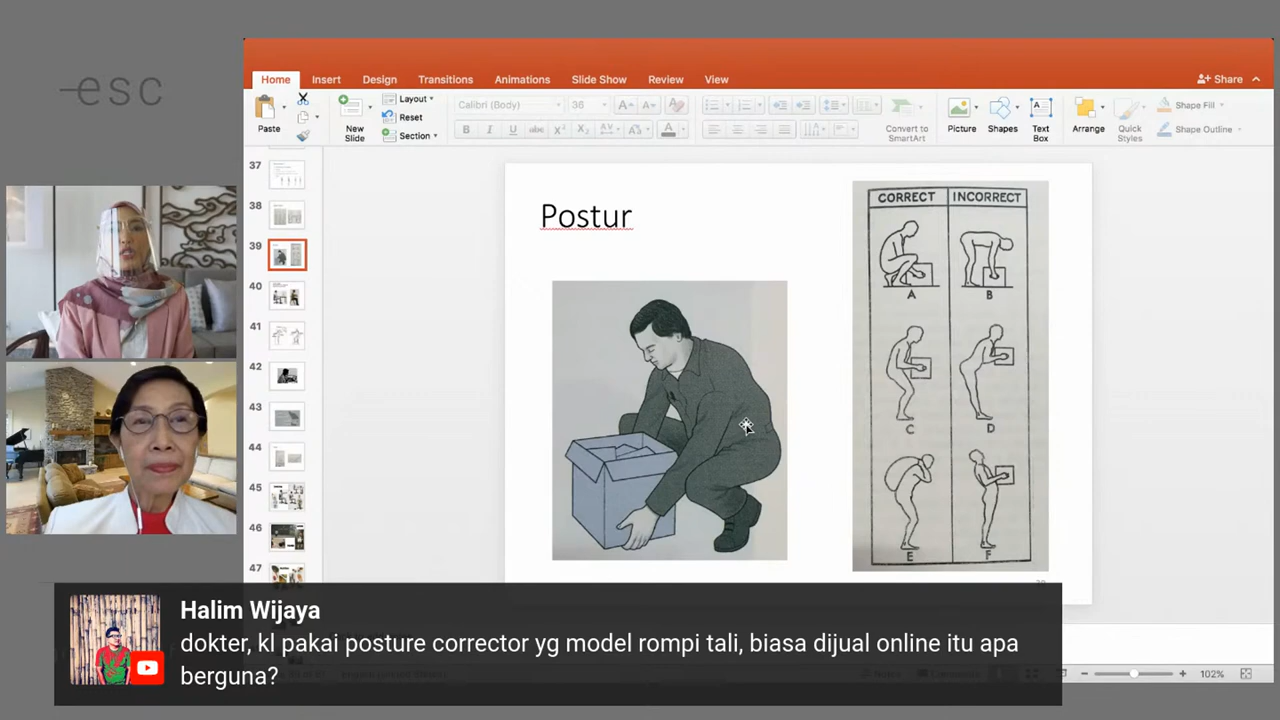 esc
Home Insert Design Transitions Animations Slide Show Review View
Share
Paste
New
Slide
Layout
Reset
Section
Calibri (Body) 36
B I U abc X² X₂
Convert to
SmartArt
Picture
Shapes
Text
Box
Arrange
Quick
Styles
Shape Fill
Shape Outline
37
38
39
40
41
42
43
44
45
46
47
Postur
CORRECT INCORRECT
A B
C D
E F
Halim Wijaya
dokter, kl pakai posture corrector yg model rompi tali, biasa dijual online itu apa
berguna?
102%